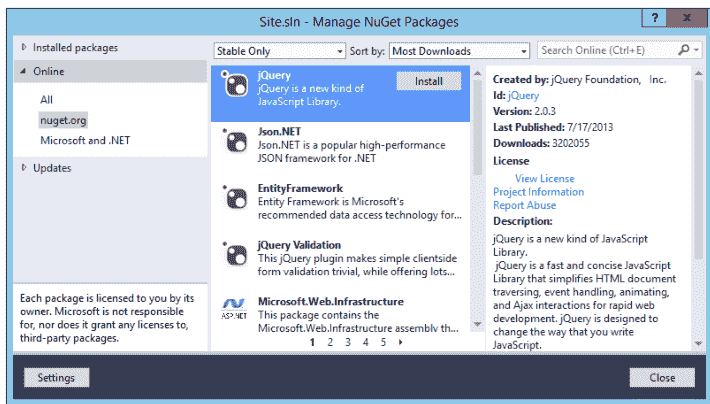 Site.sln - Manage NuGet Packages
?
x
Installed packages
Online
All
nuget.org
Microsoft and .NET
Updates
Each package is licensed to you by its
owner. Microsoft is not responsible
for, nor does it grant any licenses to,
third-party packages.
Stable Only
Sort by: Most Downloads
Search Online (Ctrl+E)
jQuery
jQuery is a new kind of
JavaScript Library.
Install
Json.NET
Json.NET is a popular high-performance
JSON framework for .NET
EntityFramework
Entity Framework is Microsoft's
recommended data access technology for...
jQuery Validation
This jQuery plugin makes simple clientside
form validation trivial, while offering lots...
ASP.NET
Microsoft.Web.Infrastructure
This package contains the
Microsoft.Web.Infrastructure assembly th...
1 2 3 4 5
Created by: jQuery Foundation, Inc.
Id: jQuery
Version: 2.0.3
Last Published: 7/17/2013
Downloads: 3202055
License
View License
Project Information
Report Abuse
Description:
jQuery is a new kind of JavaScript
Library.
jQuery is a fast and concise JavaScript
Library that simplifies HTML document
traversing, event handling, animating,
and Ajax interactions for rapid web
development. jQuery is designed to
change the way that you write
JavaScript.
Settings
Close